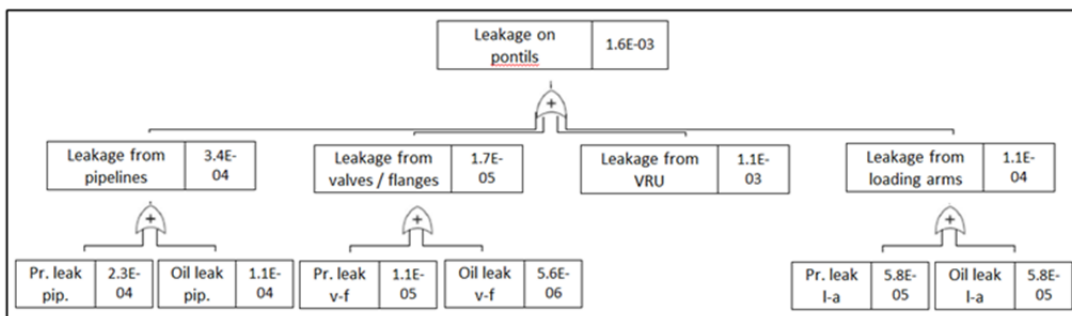 Leakage on
pontils
1.6E-03
+
Leakage from
pipelines
3.4E-
04
Leakage from
valves / flanges
1.7E-
05
Leakage from
VRU
1.1E-
03
Leakage from
loading arms
1.1E-
04
+
+
+
Pr. leak
pip.
2.3E-
04
Oil leak
pip.
1.1E-
04
Pr. leak
v-f
1.1E-
05
Oil leak
v-f
5.6E-
06
Pr. leak
l-a
5.8E-
05
Oil leak
l-a
5.8E-
05